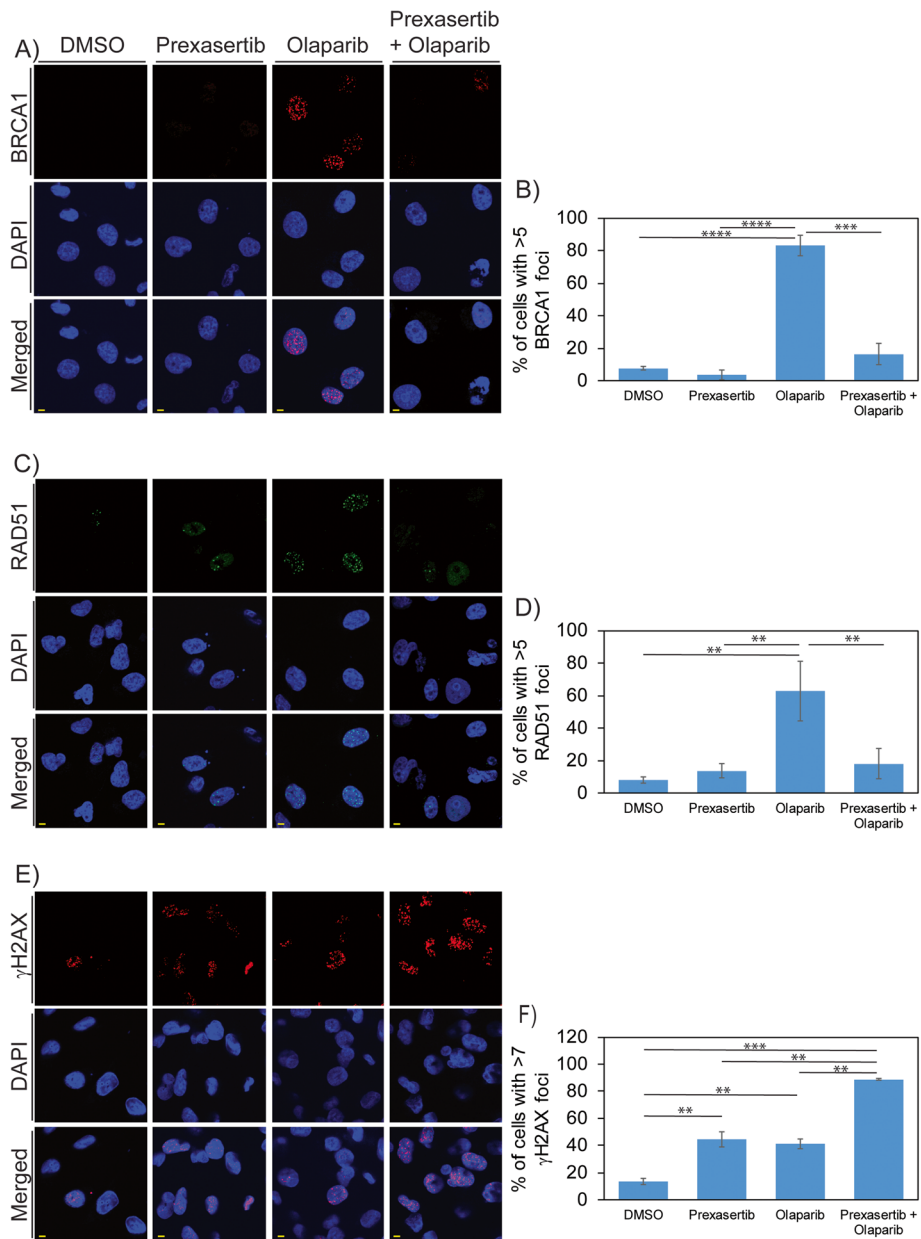 A)
DMSO
Prexasertib
Olaparib
Prexasertib
+ Olaparib
BRCA1
DAPI
Merged
B)
% of cells with >5
BRCA1 foci
100
80
60
40
20
0
****
****
***
DMSO
Prexasertib
Olaparib
Prexasertib +
Olaparib
C)
RAD51
DAPI
Merged
D)
% of cells with >5
RAD51 foci
100
80
60
40
20
0
**
**
**
DMSO
Prexasertib
Olaparib
Prexasertib +
Olaparib
E)
γH2AX
DAPI
Merged
F)
% of cells with >7
γH2AX foci
120
100
80
60
40
20
0
***
**
**
**
**
DMSO
Prexasertib
Olaparib
Prexasertib +
Olaparib